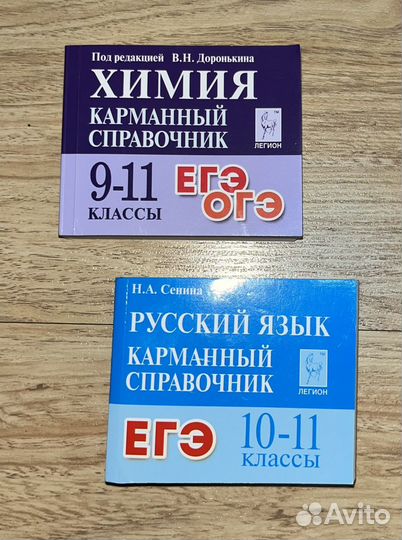 Под редакцией В.Н. Доронькина
ХИМИЯ
КАРМАННЫЙ
СПРАВОЧНИК
ЛЕГИОН
9-11
КЛАССЫ
ЕГЭ
ОГЭ
Н.А. Сенина
РУССКИЙ ЯЗЫК
КАРМАННЫЙ
СПРАВОЧНИК
ЛЕГИОН
ЕГЭ
10-11
классы
Avito